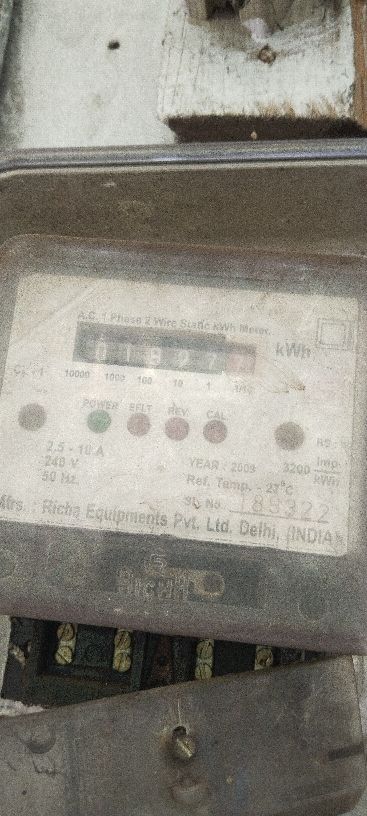 A.C. 1 Phase 2 Wire Static kWh Meter.
kWh
10000 1000 100 10 1 1/10
POWER EFLT REV. CAL.
2.5 - 10 A
240 V
50 Hz.
YEAR : 2009 3200 Imp. kWh
Ref. Temp. - 27°C
Sl. No. 185322
Mfrs. : Richa Equipments Pvt. Ltd. Delhi, (INDIA)